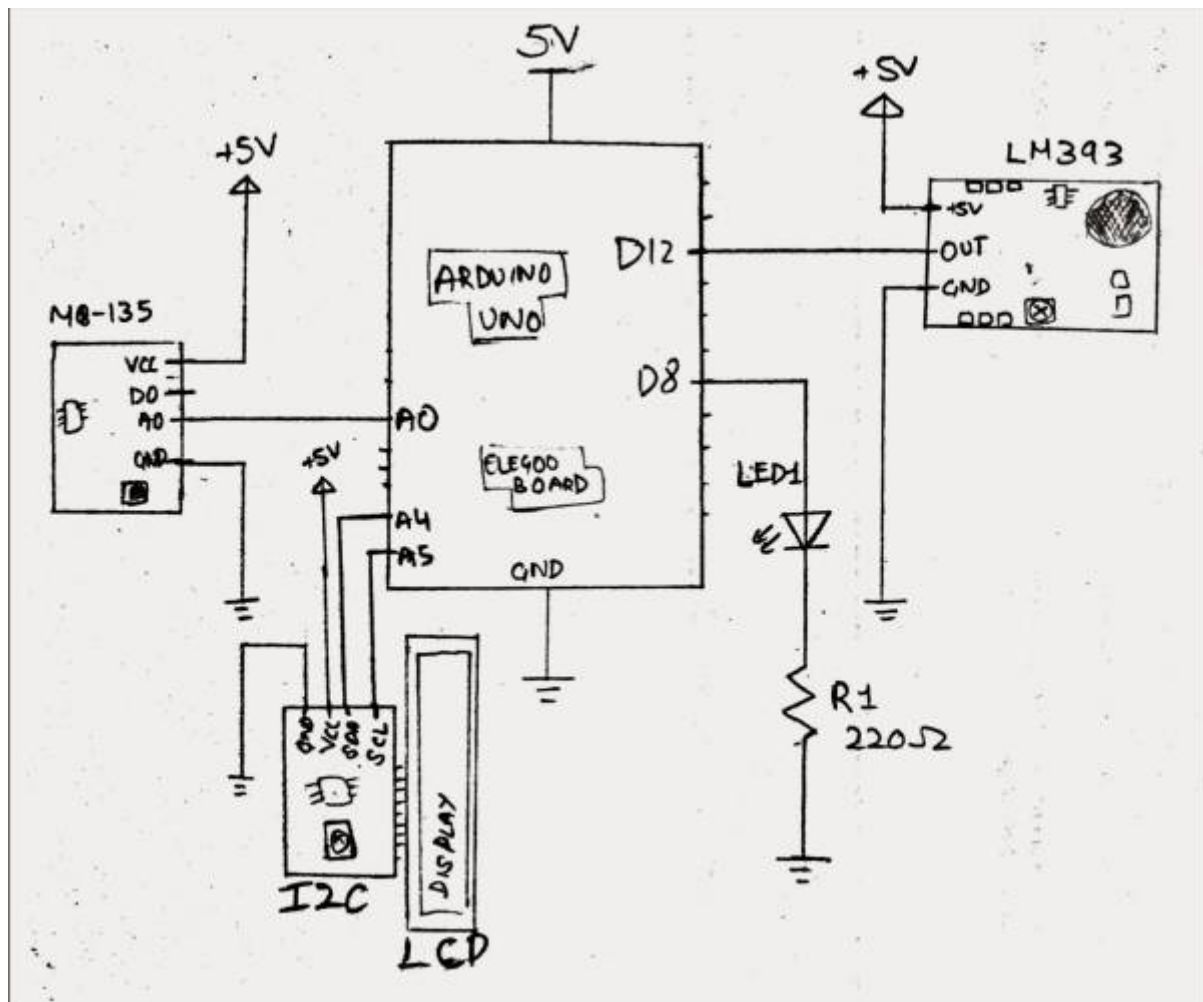 5V
+5V
LM393
+5V
OUT
GND
D12
D8
ARDUINO
UNO
ELEGOO
BOARD
A0
A4
A5
GND
+5V
MQ-135
VCC
DO
AO
GND
+5V
GND
VCC
SDA
SCL
I2C
DISPLAY
LCD
LED1
R1
220Ω